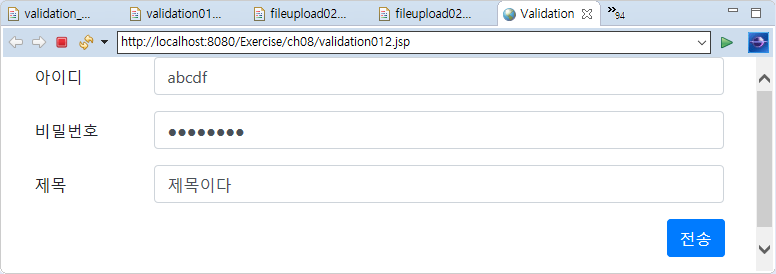 validation_... validation01... fileupload02... fileupload02... Validation »94
http://localhost:8080/Exercise/ch08/validation012.jsp
아이디 abcdf
비밀번호 ●●●●●●●●
제목 제목이다
전송